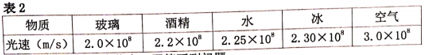 表2
物质 玻璃 酒精 水 冰 空气
光速（m/s） 2.0×10⁸ 2.2×10⁸ 2.25×10⁸ 2.30×10⁸ 3.0×10⁸